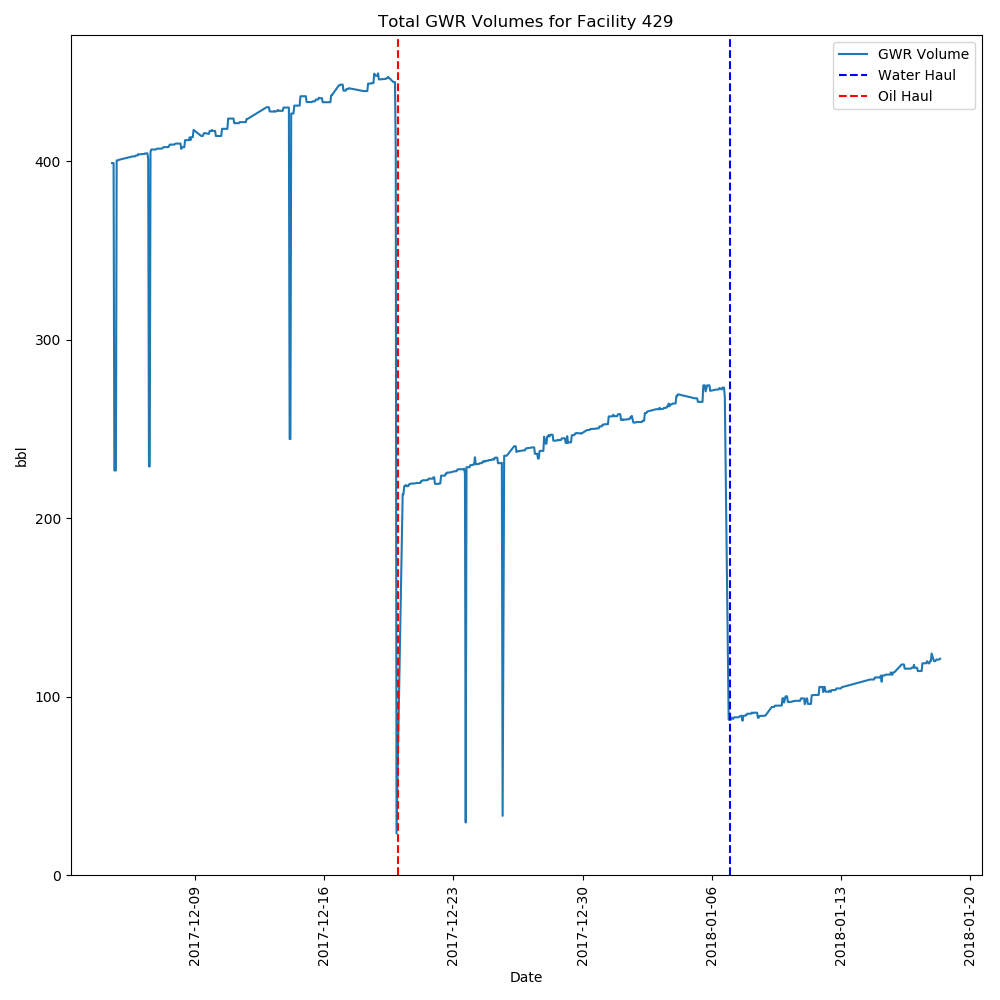 Total GWR Volumes for Facility 429
GWR Volume
Water Haul
Oil Haul
400
300
200
100
0
bbl
2017-12-09
2017-12-16
2017-12-23
2017-12-30
2018-01-06
2018-01-13
2018-01-20
Date